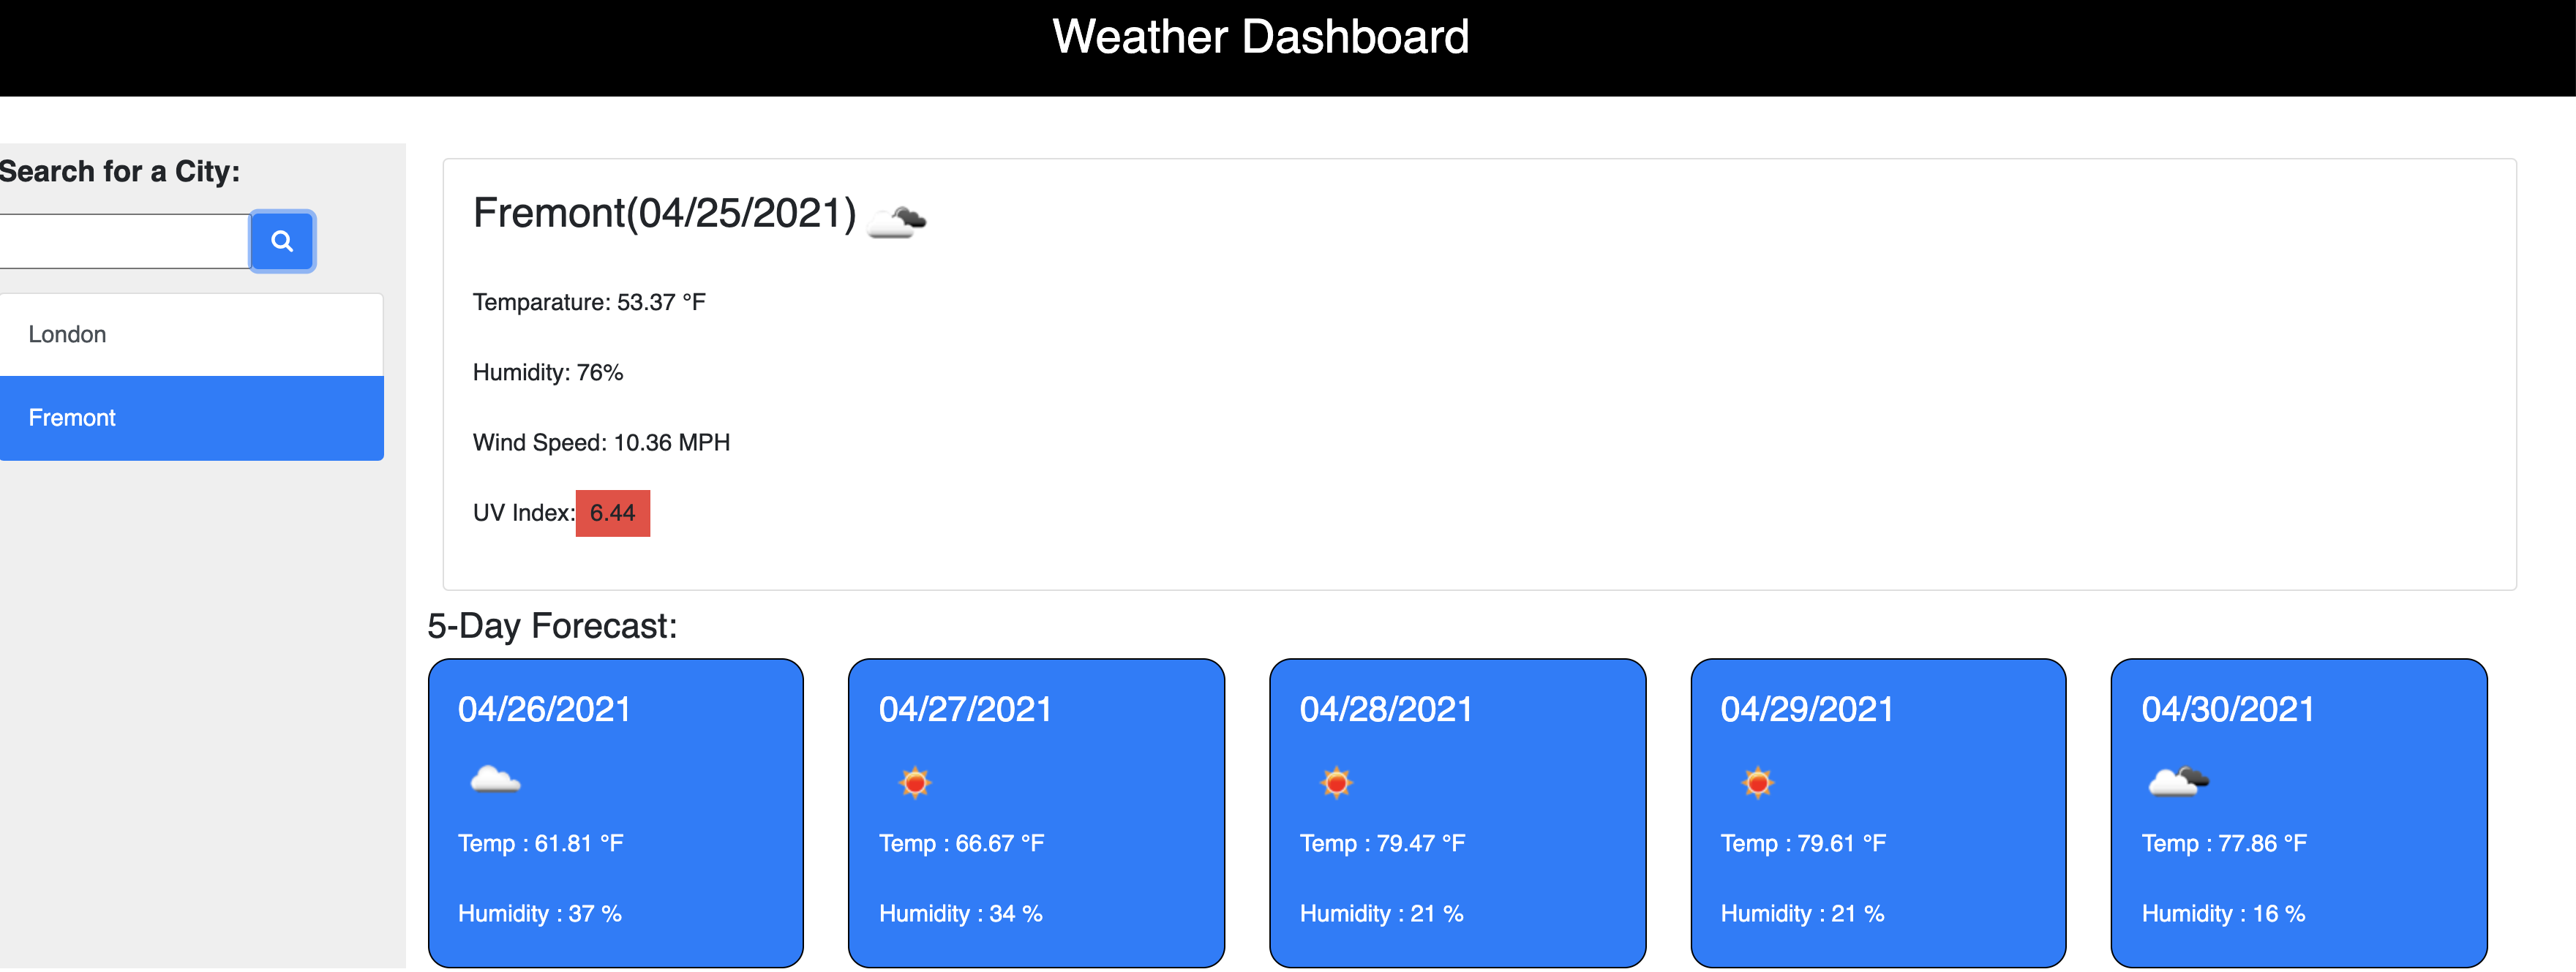 Weather Dashboard
Search for a City:
London
Fremont
Fremont(04/25/2021)
Temparature: 53.37 °F
Humidity: 76%
Wind Speed: 10.36 MPH
UV Index: 6.44
5-Day Forecast:
04/26/2021
Temp : 61.81 °F
Humidity : 37 %
04/27/2021
Temp : 66.67 °F
Humidity : 34 %
04/28/2021
Temp : 79.47 °F
Humidity : 21 %
04/29/2021
Temp : 79.61 °F
Humidity : 21 %
04/30/2021
Temp : 77.86 °F
Humidity : 16 %